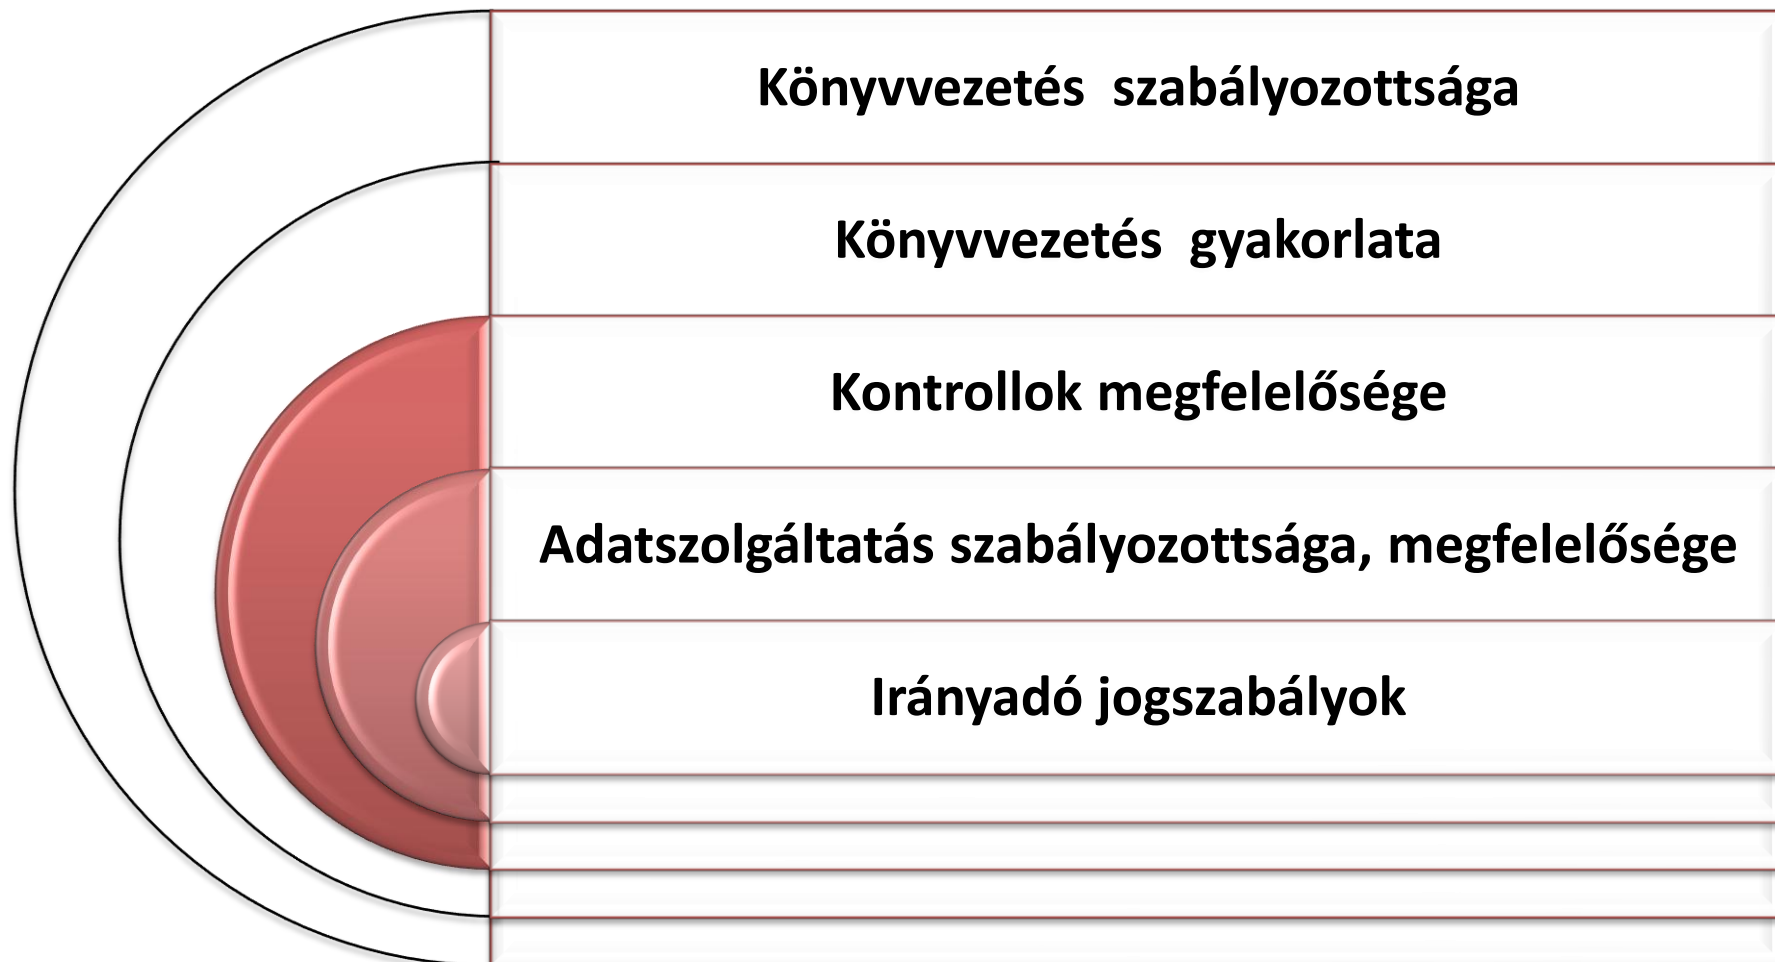 Könyvvezetés  szabályozottsága
Könyvvezetés  gyakorlata
Kontrollok megfelelősége
Adatszolgáltatás szabályozottsága, megfelelősége
Irányadó jogszabályok